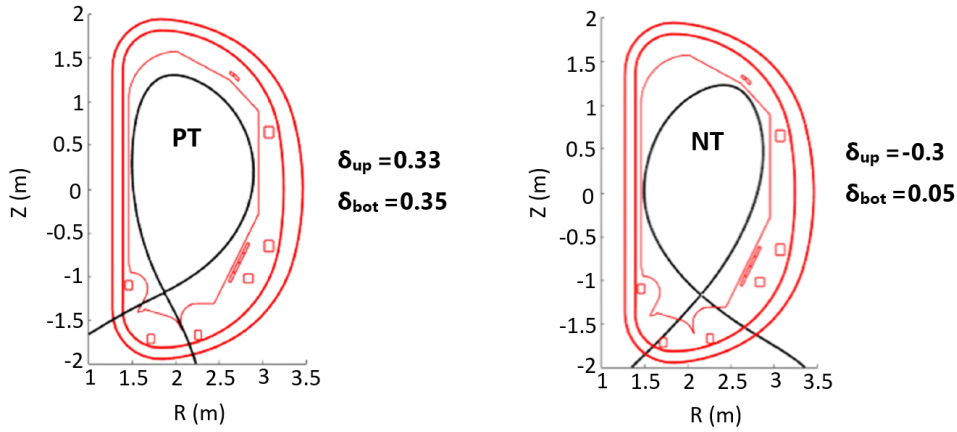 2
1.5
1
0.5
0
-0.5
-1
-1.5
-2
Z (m)
PT
1 1.5 2 2.5 3 3.5
R (m)
δup =0.33
δbot =0.35
2
1.5
1
0.5
0
-0.5
-1
-1.5
-2
Z (m)
NT
1 1.5 2 2.5 3 3.5
R (m)
δup =-0.3
δbot =0.05